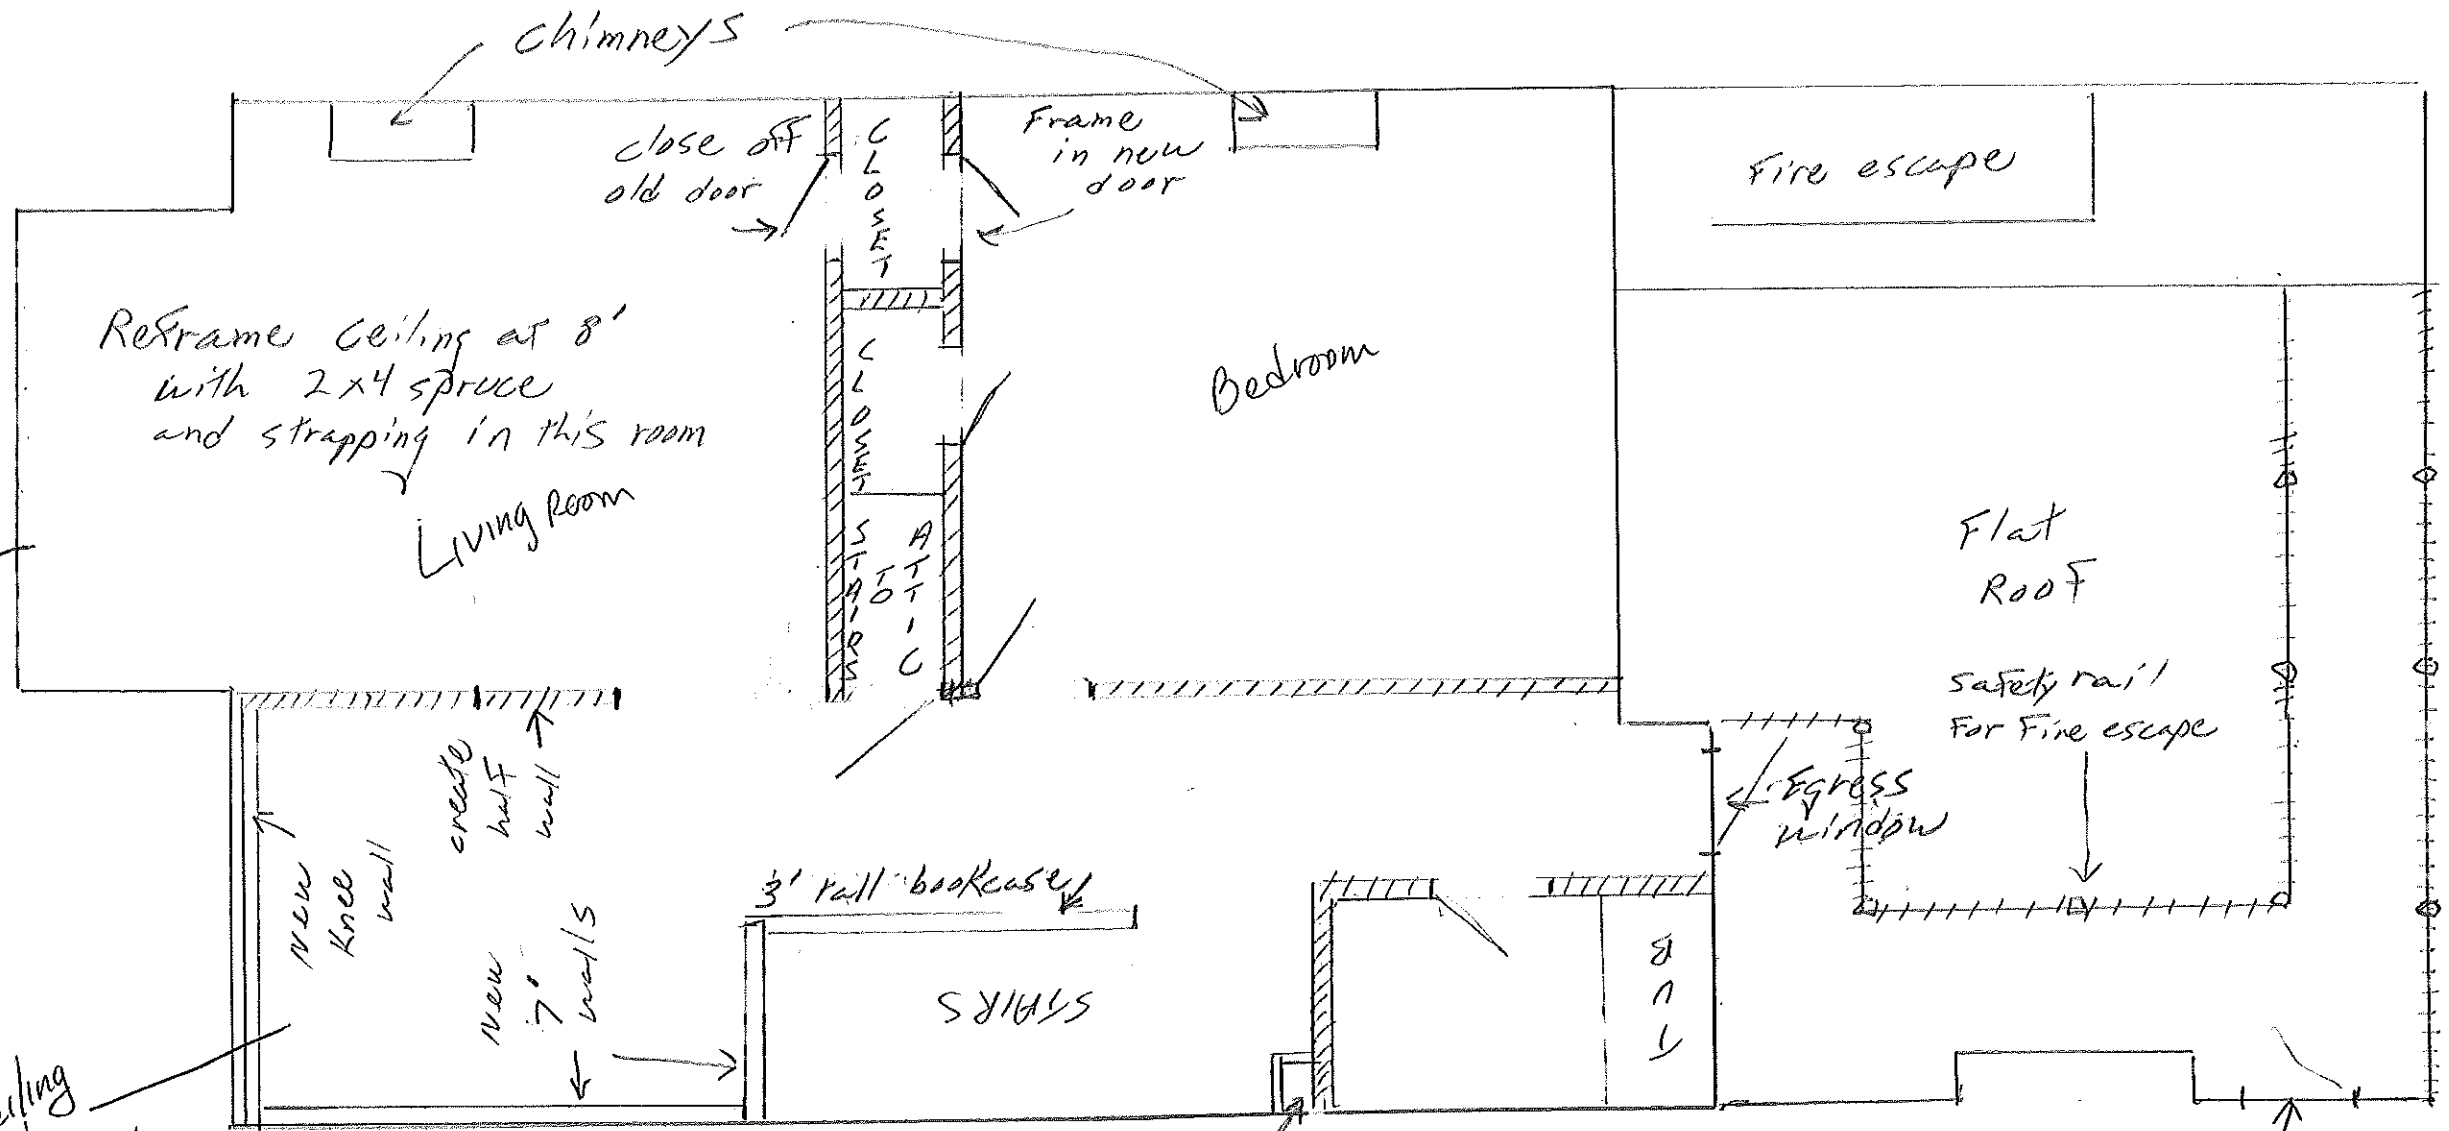 chimneys
close off
old door
CLOSET
Frame
in new
door
Fire escape
Reframe ceiling at 8'
with 2x4 spruce
and strapping in this room
Living Room
CLOSET
STAIRS
TO
ATTIC
Bedroom
Flat
Roof
safety rail
For Fire escape
Egress
window
create
half
wall
new
knee
wall
new
7'
walls
3' tall bookcase
STAIRS
TUB